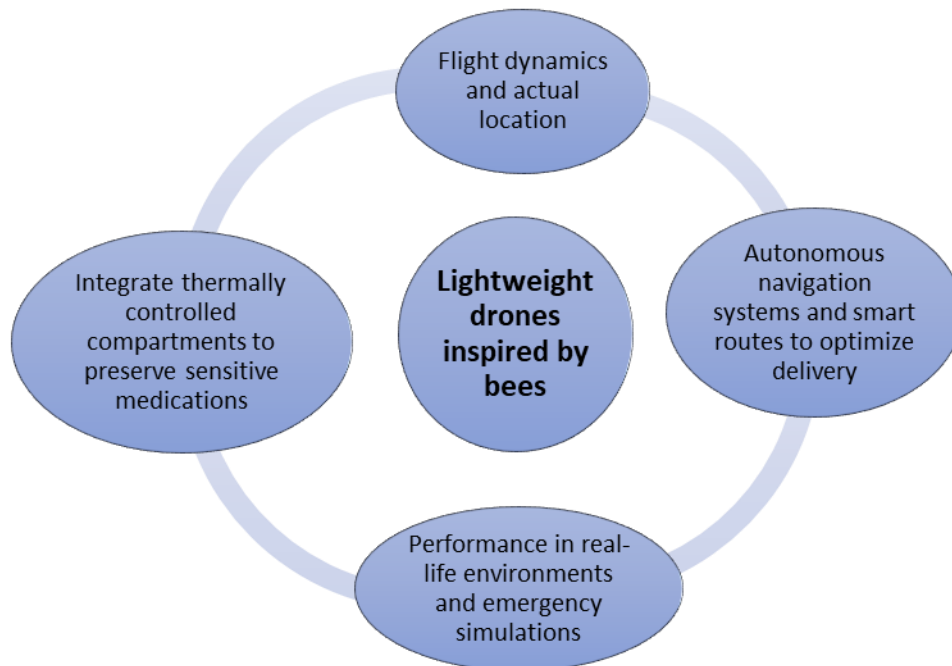 Flight dynamics
and actual
location
Autonomous
navigation
systems and smart
routes to optimize
delivery
Lightweight
drones
inspired by
bees
Integrate thermally
controlled
compartments to
preserve sensitive
medications
Performance in real-
life environments
and emergency
simulations